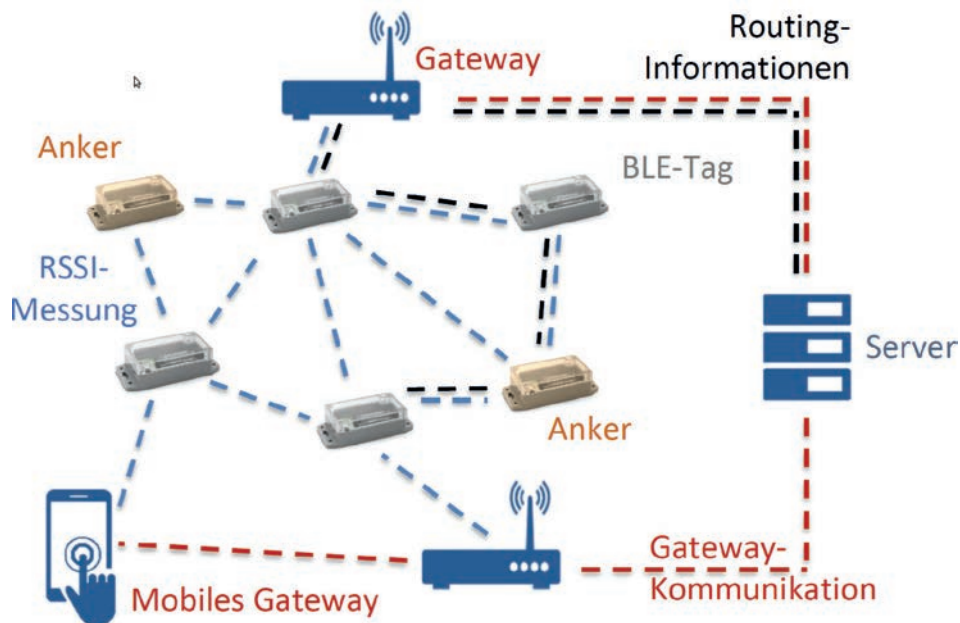 Routing-
Informationen
Gateway
Anker
BLE-Tag
RSSI-
Messung
Server
Anker
Gateway-
Kommunikation
Mobiles Gateway